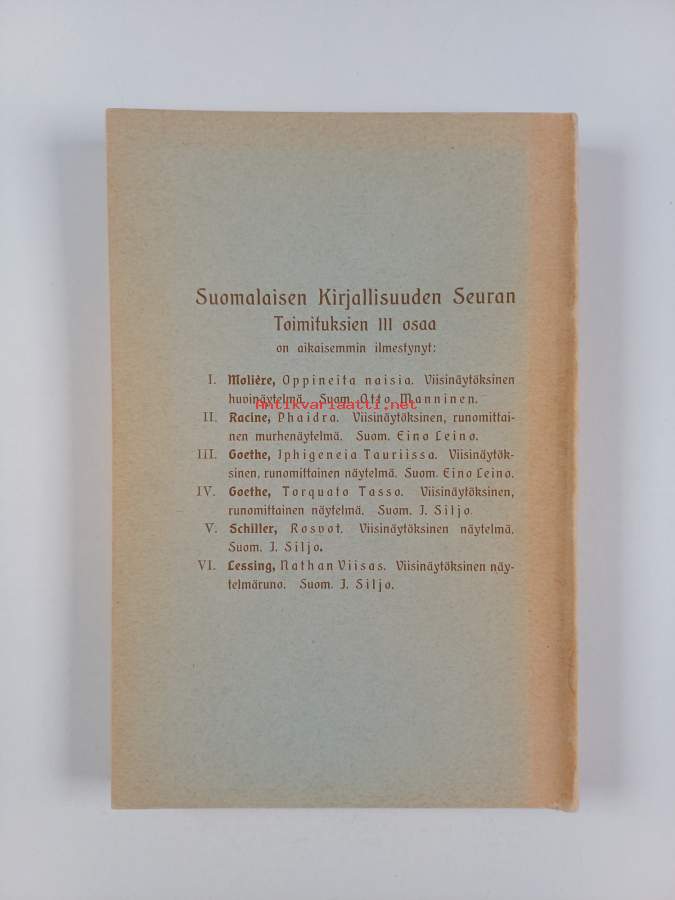 Suomalaisen Kirjallisuuden Seuran
Toimituksien 111 osaa
on aikaisemmin ilmestynyt:
I. Molière, Oppineita naisia. Viisinäytöksinen
huvinäytelmä. Suom. Otto Manninen.
Antikvariaatti.net
II. Racine, Phaidra. Viisinäytöksinen, runomittai-
nen murhenäytelmä. Suom. Eino Leino.
III. Goethe, Iphigeneia Tauriissa. Viisinäytök-
sinen, runomittainen näytelmä. Suom. Eino Leino.
IV. Goethe, Torquato Tasso. Viisinäytöksinen,
runomittainen näytelmä. Suom. J. Siljo.
V. Schiller, Rosvot. Viisinäytöksinen näytelmä.
Suom. J. Siljo.
VI. Lessing, Nathan Viisas. Viisinäytöksinen näy-
telmäruno. Suom. J. Siljo.